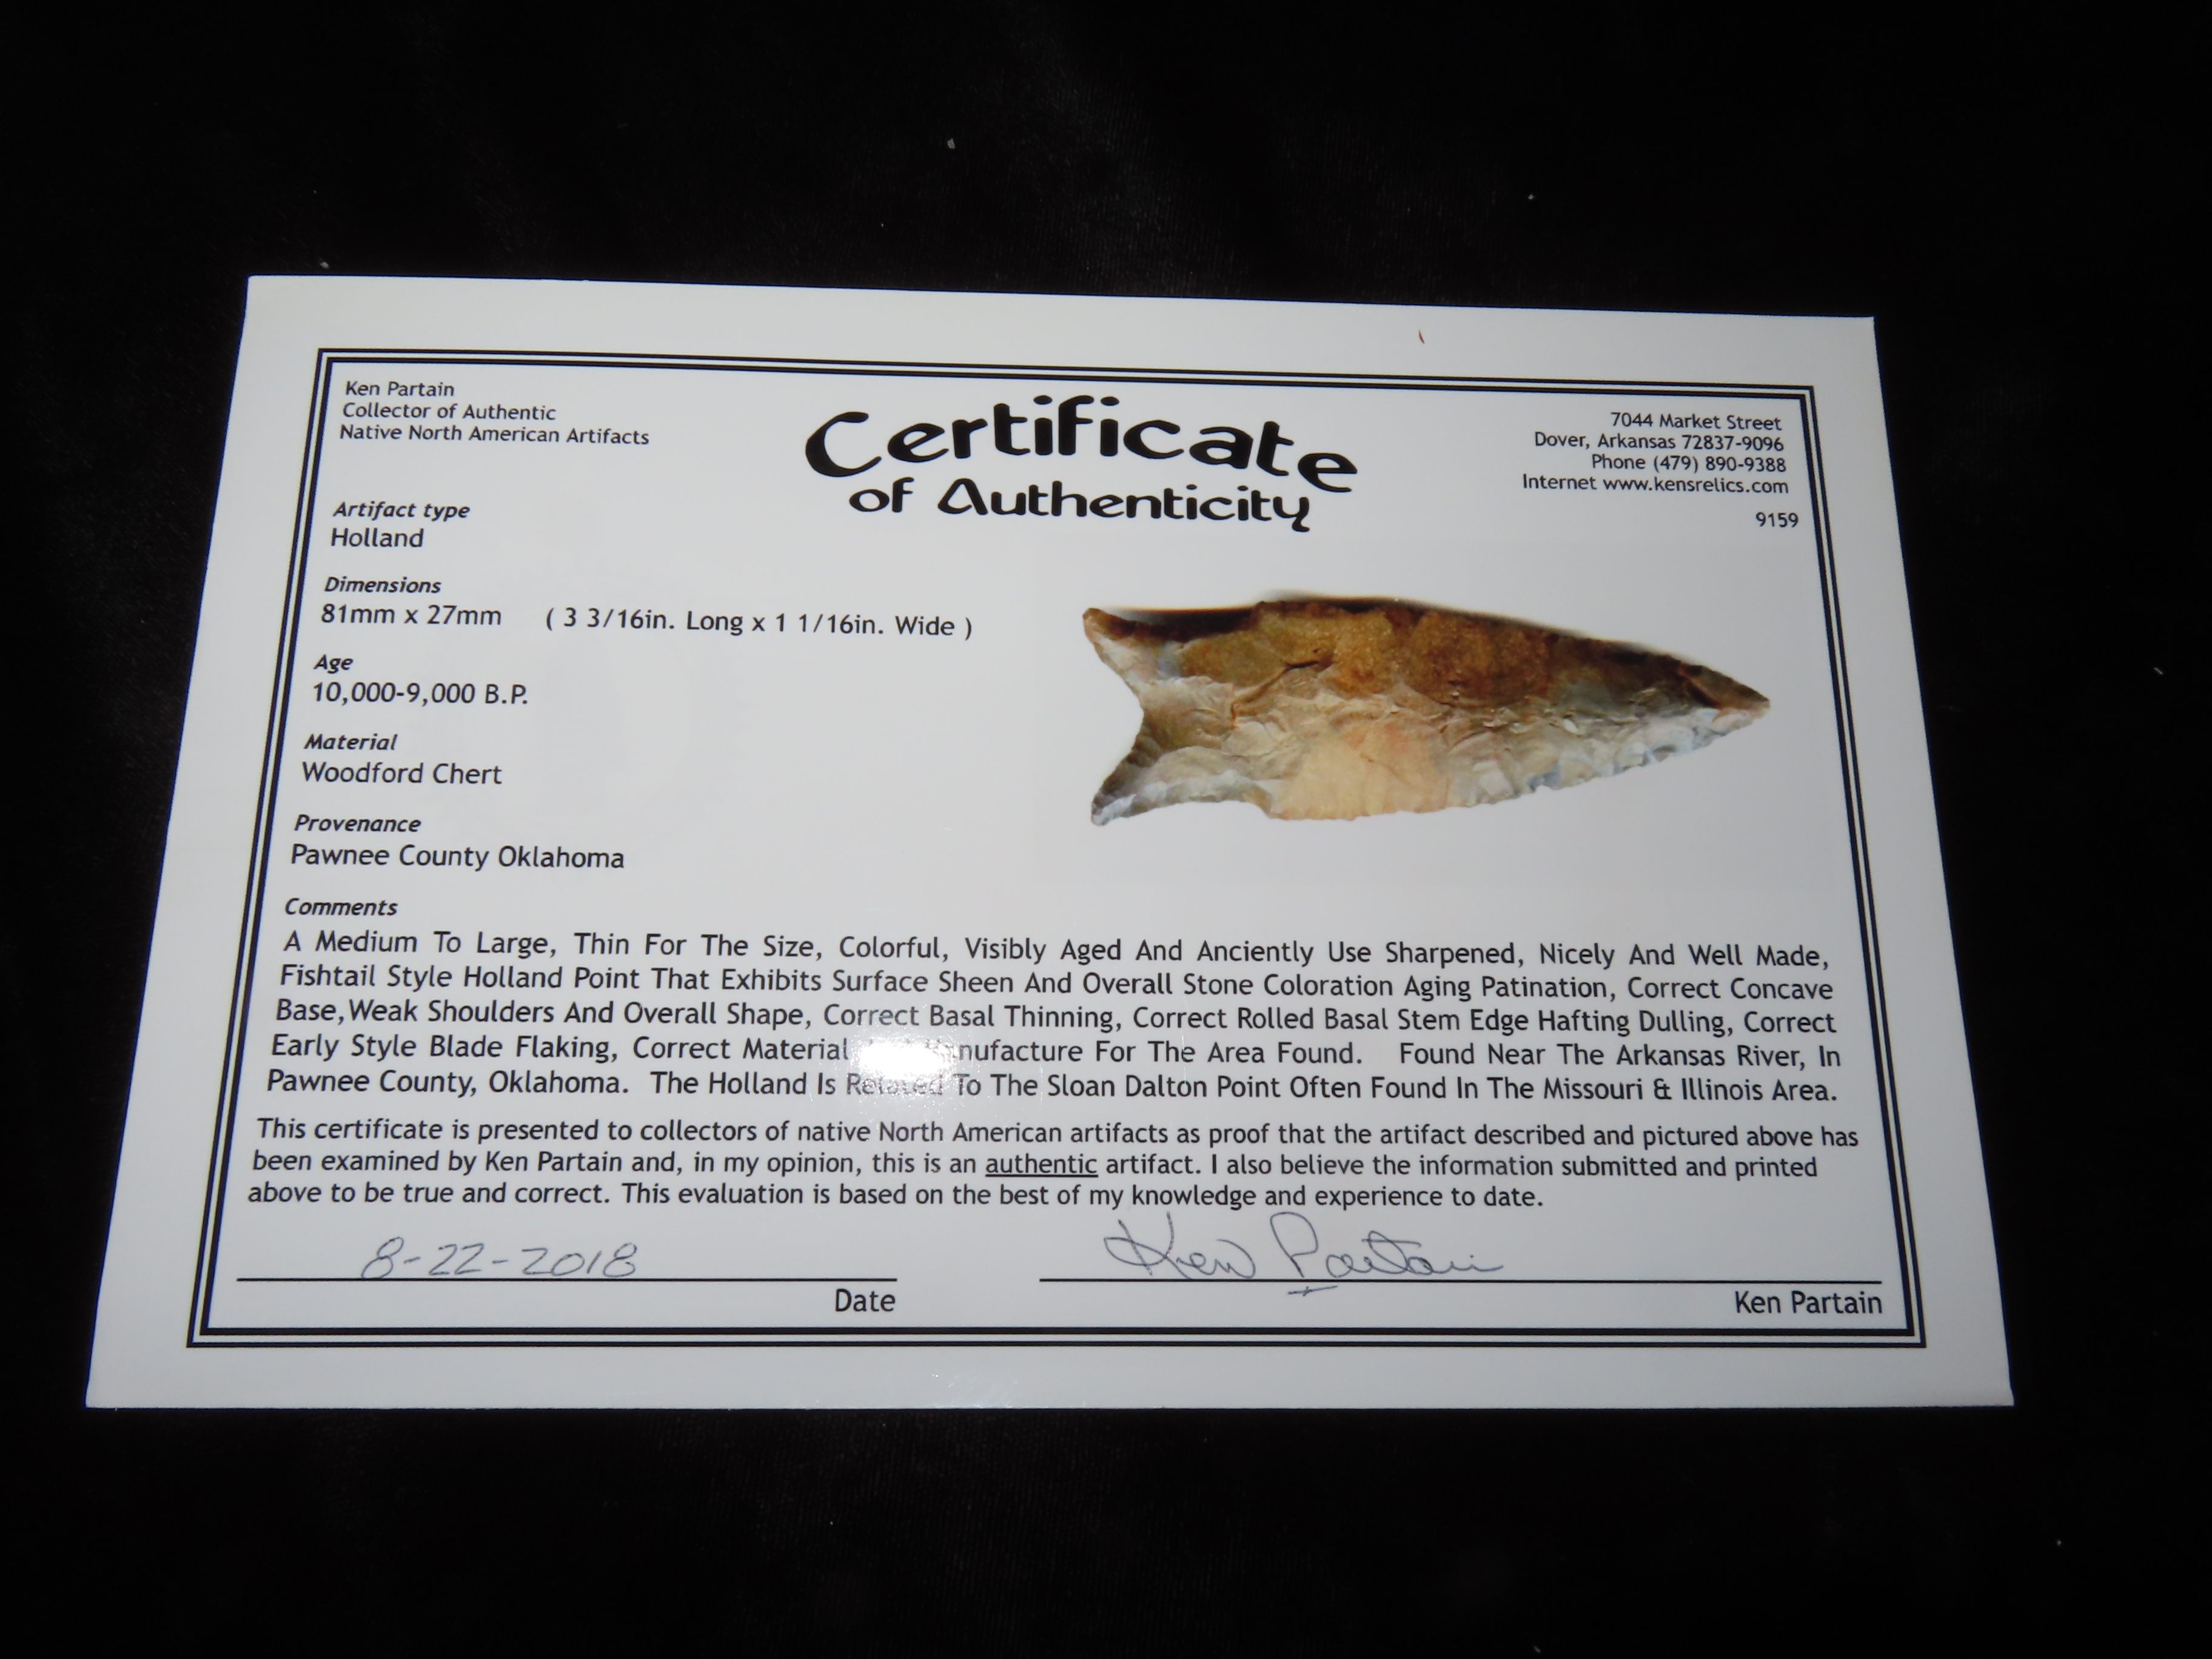 Ken Partain
Collector of Authentic
Native North American Artifacts
Certificate
of Authenticity
7044 Market Street
Dover, Arkansas 72837-9096
Phone (479) 890-9388
Internet www.kensrelics.com
9159
Artifact type
Holland
Dimensions
81mm x 27mm ( 3 3/16in. Long x 1 1/16in. Wide )
Age
10,000-9,000 B.P.
Material
Woodford Chert
Provenance
Pawnee County Oklahoma
Comments
A Medium To Large, Thin For The Size, Colorful, Visibly Aged And Anciently Use Sharpened, Nicely And Well Made,
Fishtail Style Holland Point That Exhibits Surface Sheen And Overall Stone Coloration Aging Patination, Correct Concave
Base,Weak Shoulders And Overall Shape, Correct Basal Thinning, Correct Rolled Basal Stem Edge Hafting Dulling, Correct
Early Style Blade Flaking, Correct Material Manufacture For The Area Found. Found Near The Arkansas River, In
Pawnee County, Oklahoma. The Holland Is Related To The Sloan Dalton Point Often Found In The Missouri & Illinois Area.
This certificate is presented to collectors of native North American artifacts as proof that the artifact described and pictured above has
been examined by Ken Partain and, in my opinion, this is an authentic artifact. I also believe the information submitted and printed
above to be true and correct. This evaluation is based on the best of my knowledge and experience to date.
8-22-2018
Ken Partain
Date
Ken Partain